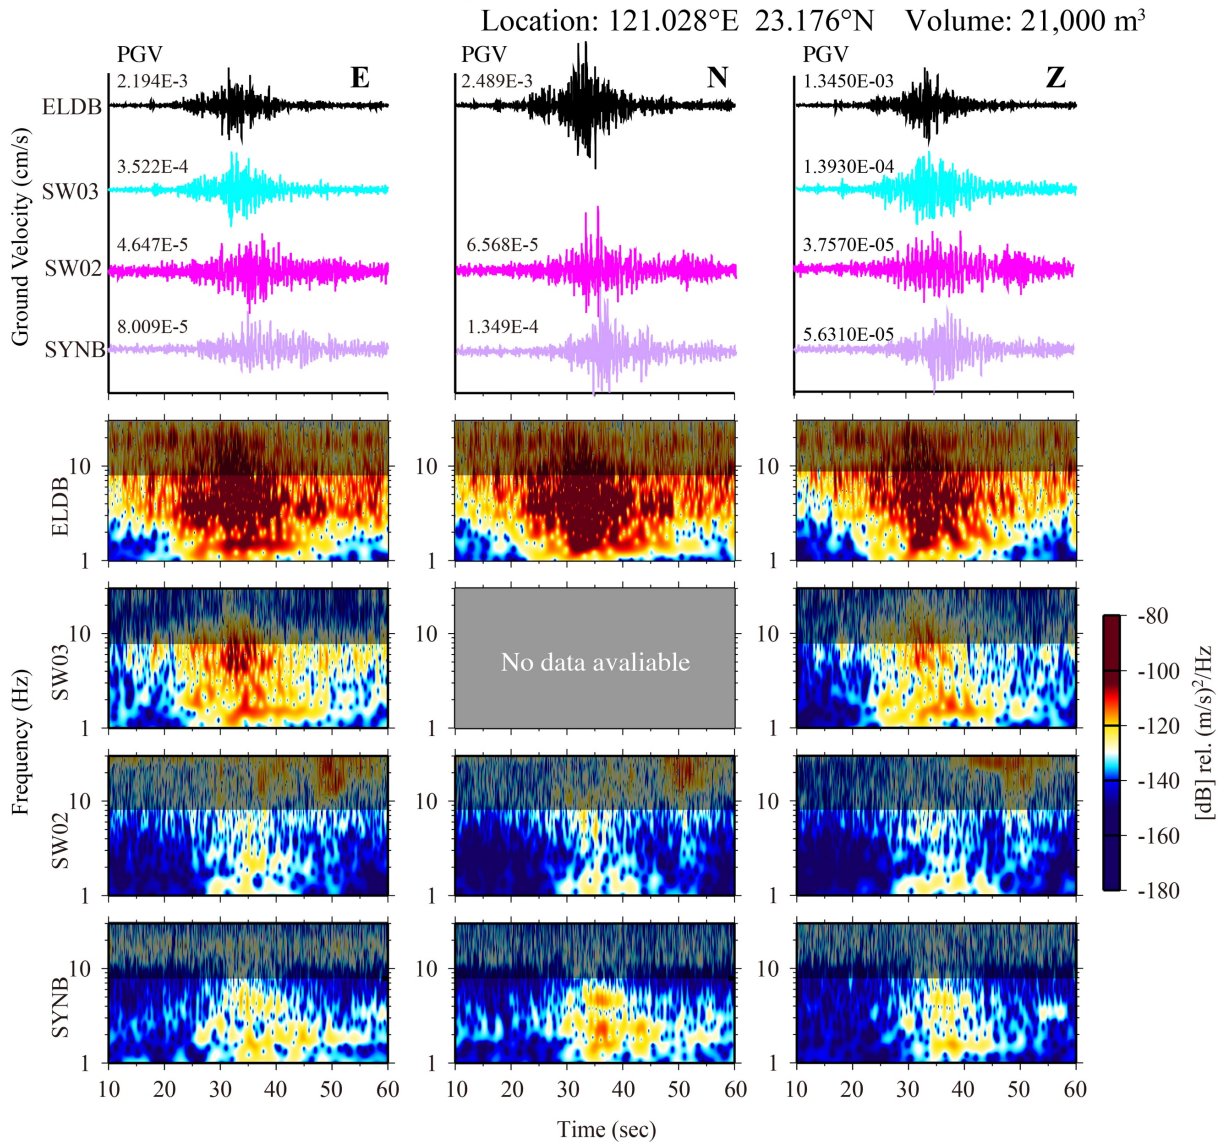 Location: 121.028°E 23.176°N Volume: 21,000 m³
PGV E PGV N PGV Z
2.194E-3 2.489E-3 1.3450E-03
ELDB
3.522E-4 1.3930E-04
SW03
4.647E-5 6.568E-5 3.7570E-05
SW02
8.009E-5 1.349E-4 5.6310E-05
SYNB
Ground Velocity (cm/s)
ELDB
10 10 10
1 1 1
SW03
10 10 10
No data avaliable
1 1 1
SW02
10 10 10
1 1 1
SYNB
10 10 10
1 1 1
Frequency (Hz)
-80
-100
-120
-140
-160
-180
[dB] rel. (m/s)²/Hz
10 20 30 40 50 60 10 20 30 40 50 60 10 20 30 40 50 60
Time (sec)